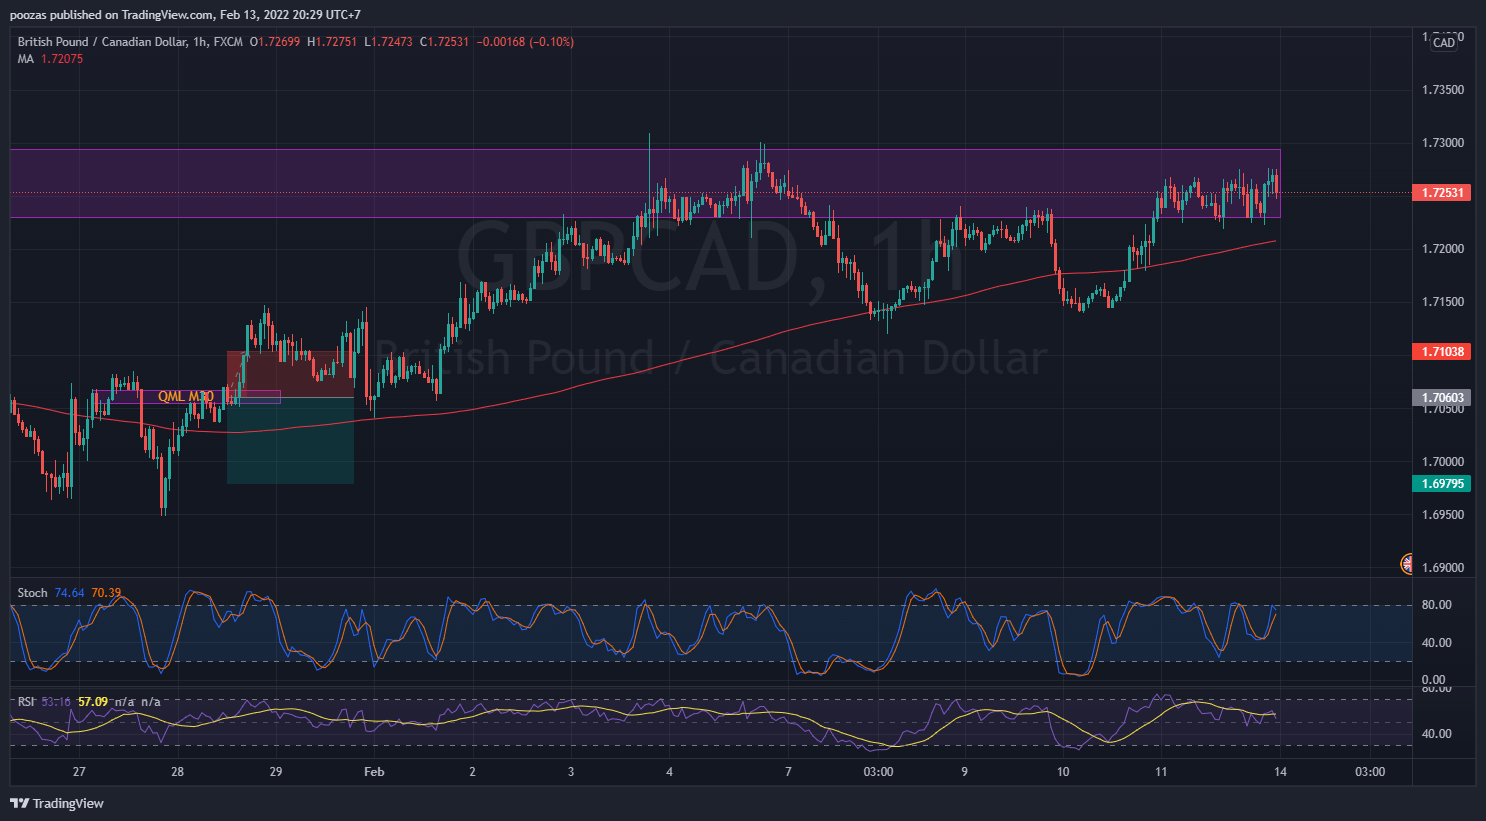 poozas published on TradingView.com, Feb 13, 2022 20:29 UTC+7
British Pound / Canadian Dollar, 1h, FXCM O1.72699 H1.72751 L1.72473 C1.72531 −0.00168 (−0.10%)
MA 1.72075
CAD
1.73500
1.73000
1.72531
1.72000
1.71500
1.71038
1.70603
1.70500
1.70000
1.69795
1.69500
1.69000
GBPCAD, 1h
British Pound / Canadian Dollar
QML M30
Stoch 74.64 70.39
80.00
40.00
0.00
RSI 53.16 57.09 n/a n/a
80.00
40.00
27 28 29 Feb 2 3 4 7 03:00 9 10 11 14 03:00
TradingView